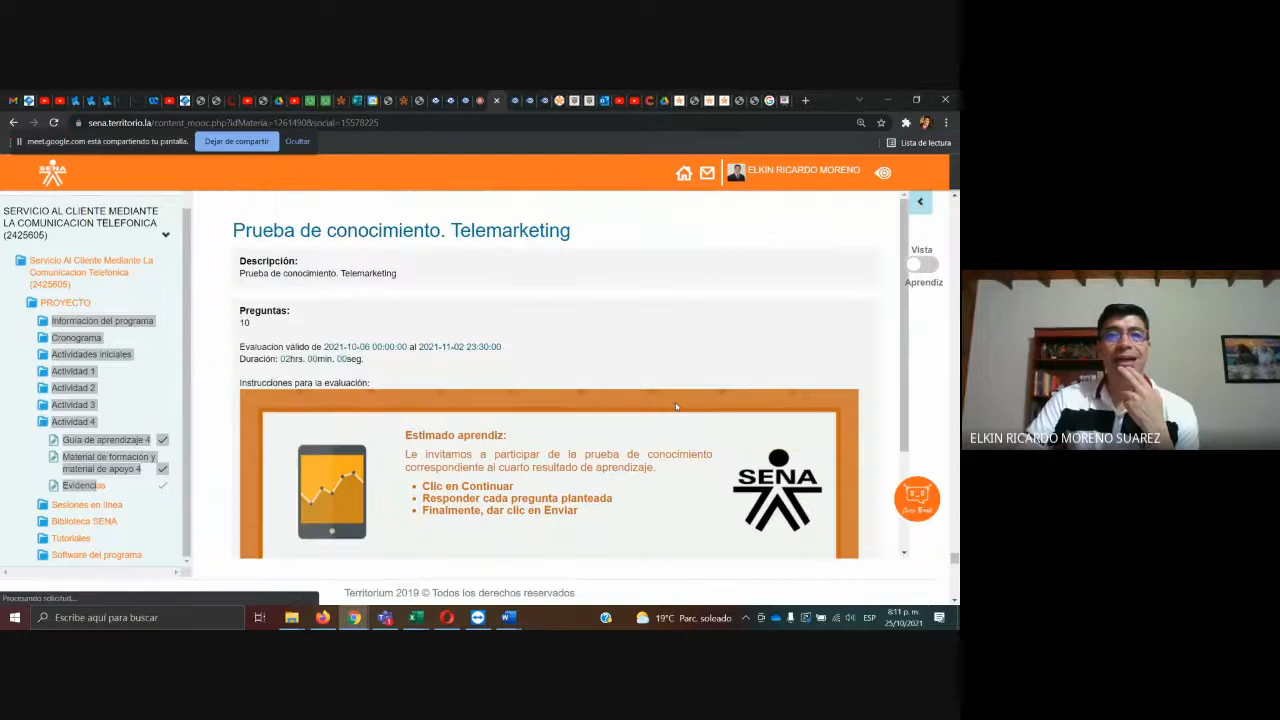 sena.territorio.la/content_mooc.php?idMateria=1261490&social=15578225
meet.google.com está compartiendo tu pantalla.
Dejar de compartir
Ocultar
Lista de lectura
SENA
ELKIN RICARDO MORENO
SERVICIO AL CLIENTE MEDIANTE
LA COMUNICACION TELEFONICA
(2425605)
Servicio Al Cliente Mediante La
Comunicacion Telefonica
(2425605)
PROYECTO
Información del programa
Cronograma
Actividades iniciales
Actividad 1
Actividad 2
Actividad 3
Actividad 4
Guía de aprendizaje 4
Material de formación y
material de apoyo 4
Evidencias
Sesiones en línea
Biblioteca SENA
Tutoriales
Software del programa
Procesando solicitud...
Prueba de conocimiento. Telemarketing
Descripción:
Prueba de conocimiento. Telemarketing
Preguntas:
10
Evaluación válido de 2021-10-06 00:00:00 al 2021-11-02 23:30:00
Duración: 02hrs. 00min. 00seg.
Instrucciones para la evaluación:
Estimado aprendiz:
Le invitamos a participar de la prueba de conocimiento
correspondiente al cuarto resultado de aprendizaje.
Clic en Continuar
Responder cada pregunta planteada
Finalmente, dar clic en Enviar
SENA
Vista
Aprendiz
Territorium 2019 © Todos los derechos reservados
Escribe aquí para buscar
19°C Parc. soleado
ESP
8:11 p. m.
25/10/2021
ELKIN RICARDO MORENO SUAREZ